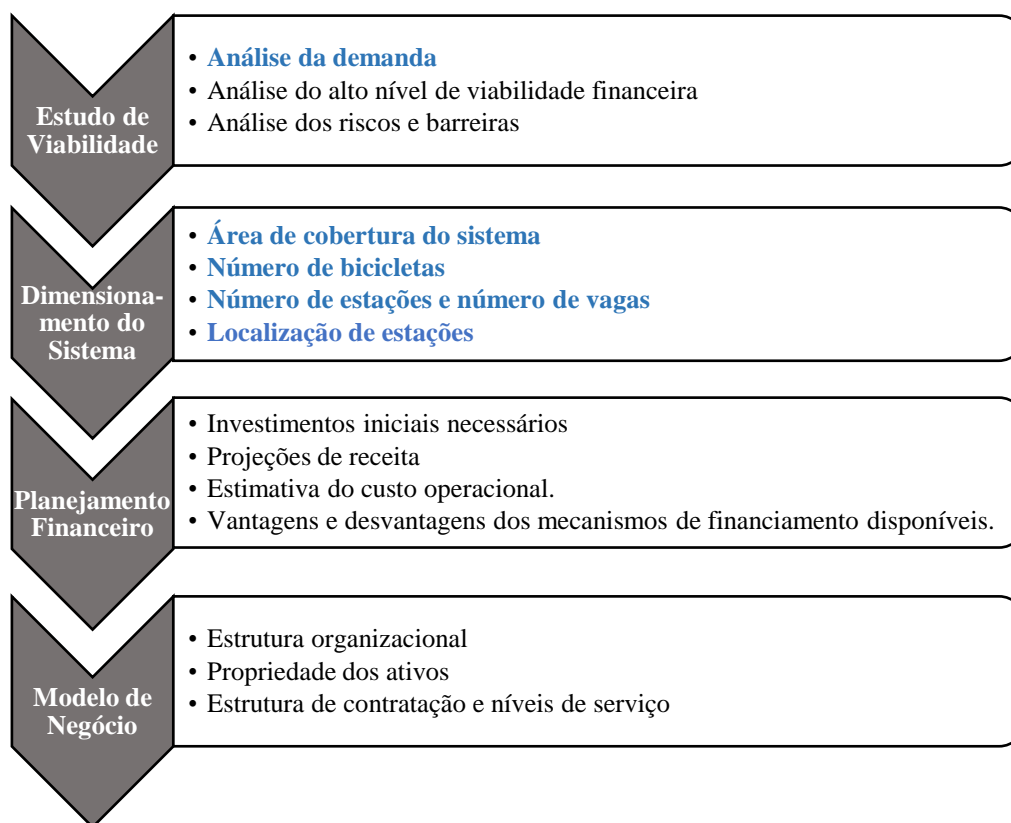 Estudo de
Viabilidade
• Análise da demanda
• Análise do alto nível de viabilidade financeira
• Análise dos riscos e barreiras
Dimensiona-
mento do
Sistema
• Área de cobertura do sistema
• Número de bicicletas
• Número de estações e número de vagas
• Localização de estações
Planejamento
Financeiro
• Investimentos iniciais necessários
• Projeções de receita
• Estimativa do custo operacional.
• Vantagens e desvantagens dos mecanismos de financiamento disponíveis.
Modelo de
Negócio
• Estrutura organizacional
• Propriedade dos ativos
• Estrutura de contratação e níveis de serviço